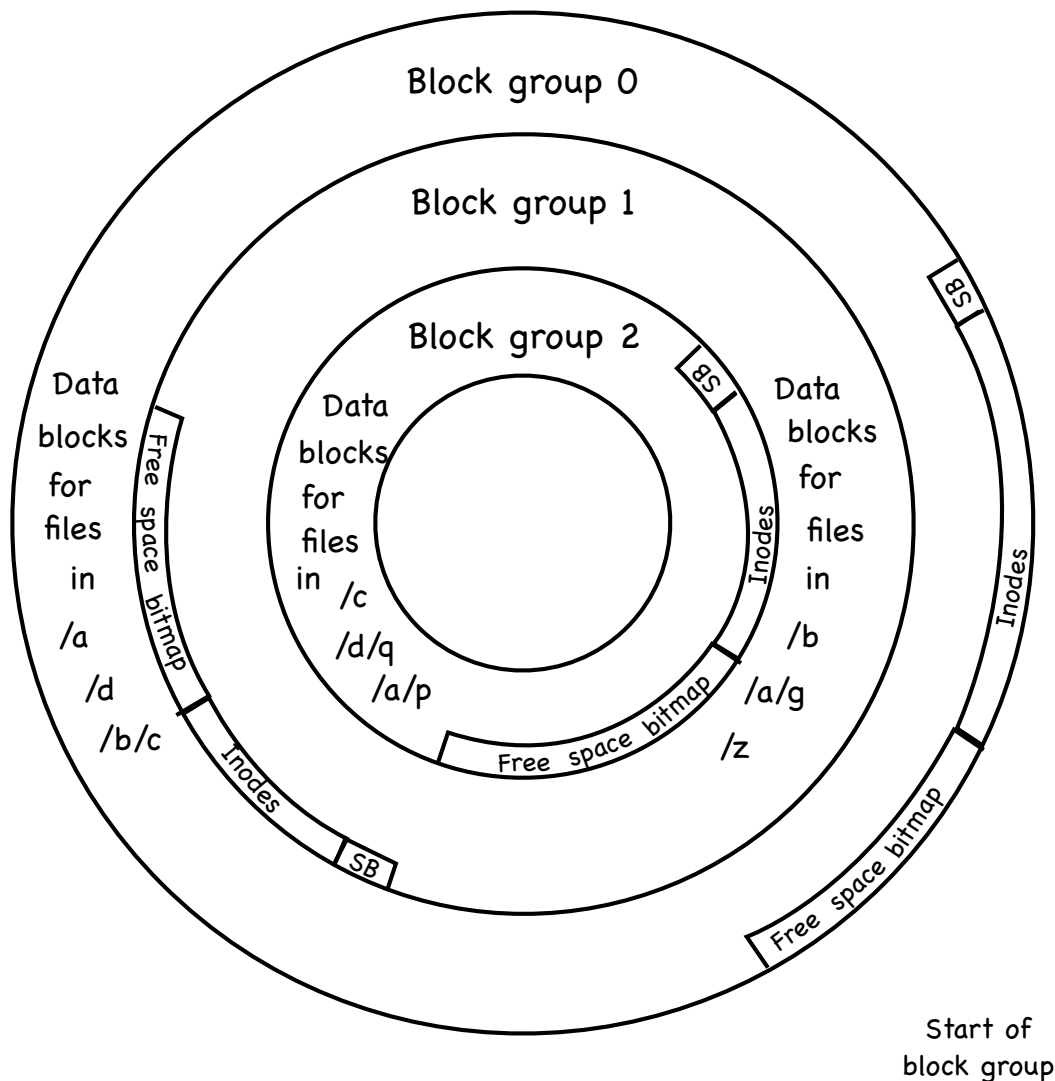 Block group 0
Block group 1
Block group 2
SB
Inodes
Free space bitmap
Data
blocks
for
files
in
/a
/d
/b/c
Free space bitmap
Inodes
SB
Data
blocks
for
files
in
/b
/a/g
/z
SB
Inodes
Free space bitmap
Data
blocks
for
files
in
/c
/d/q
/a/p
Start of
block group